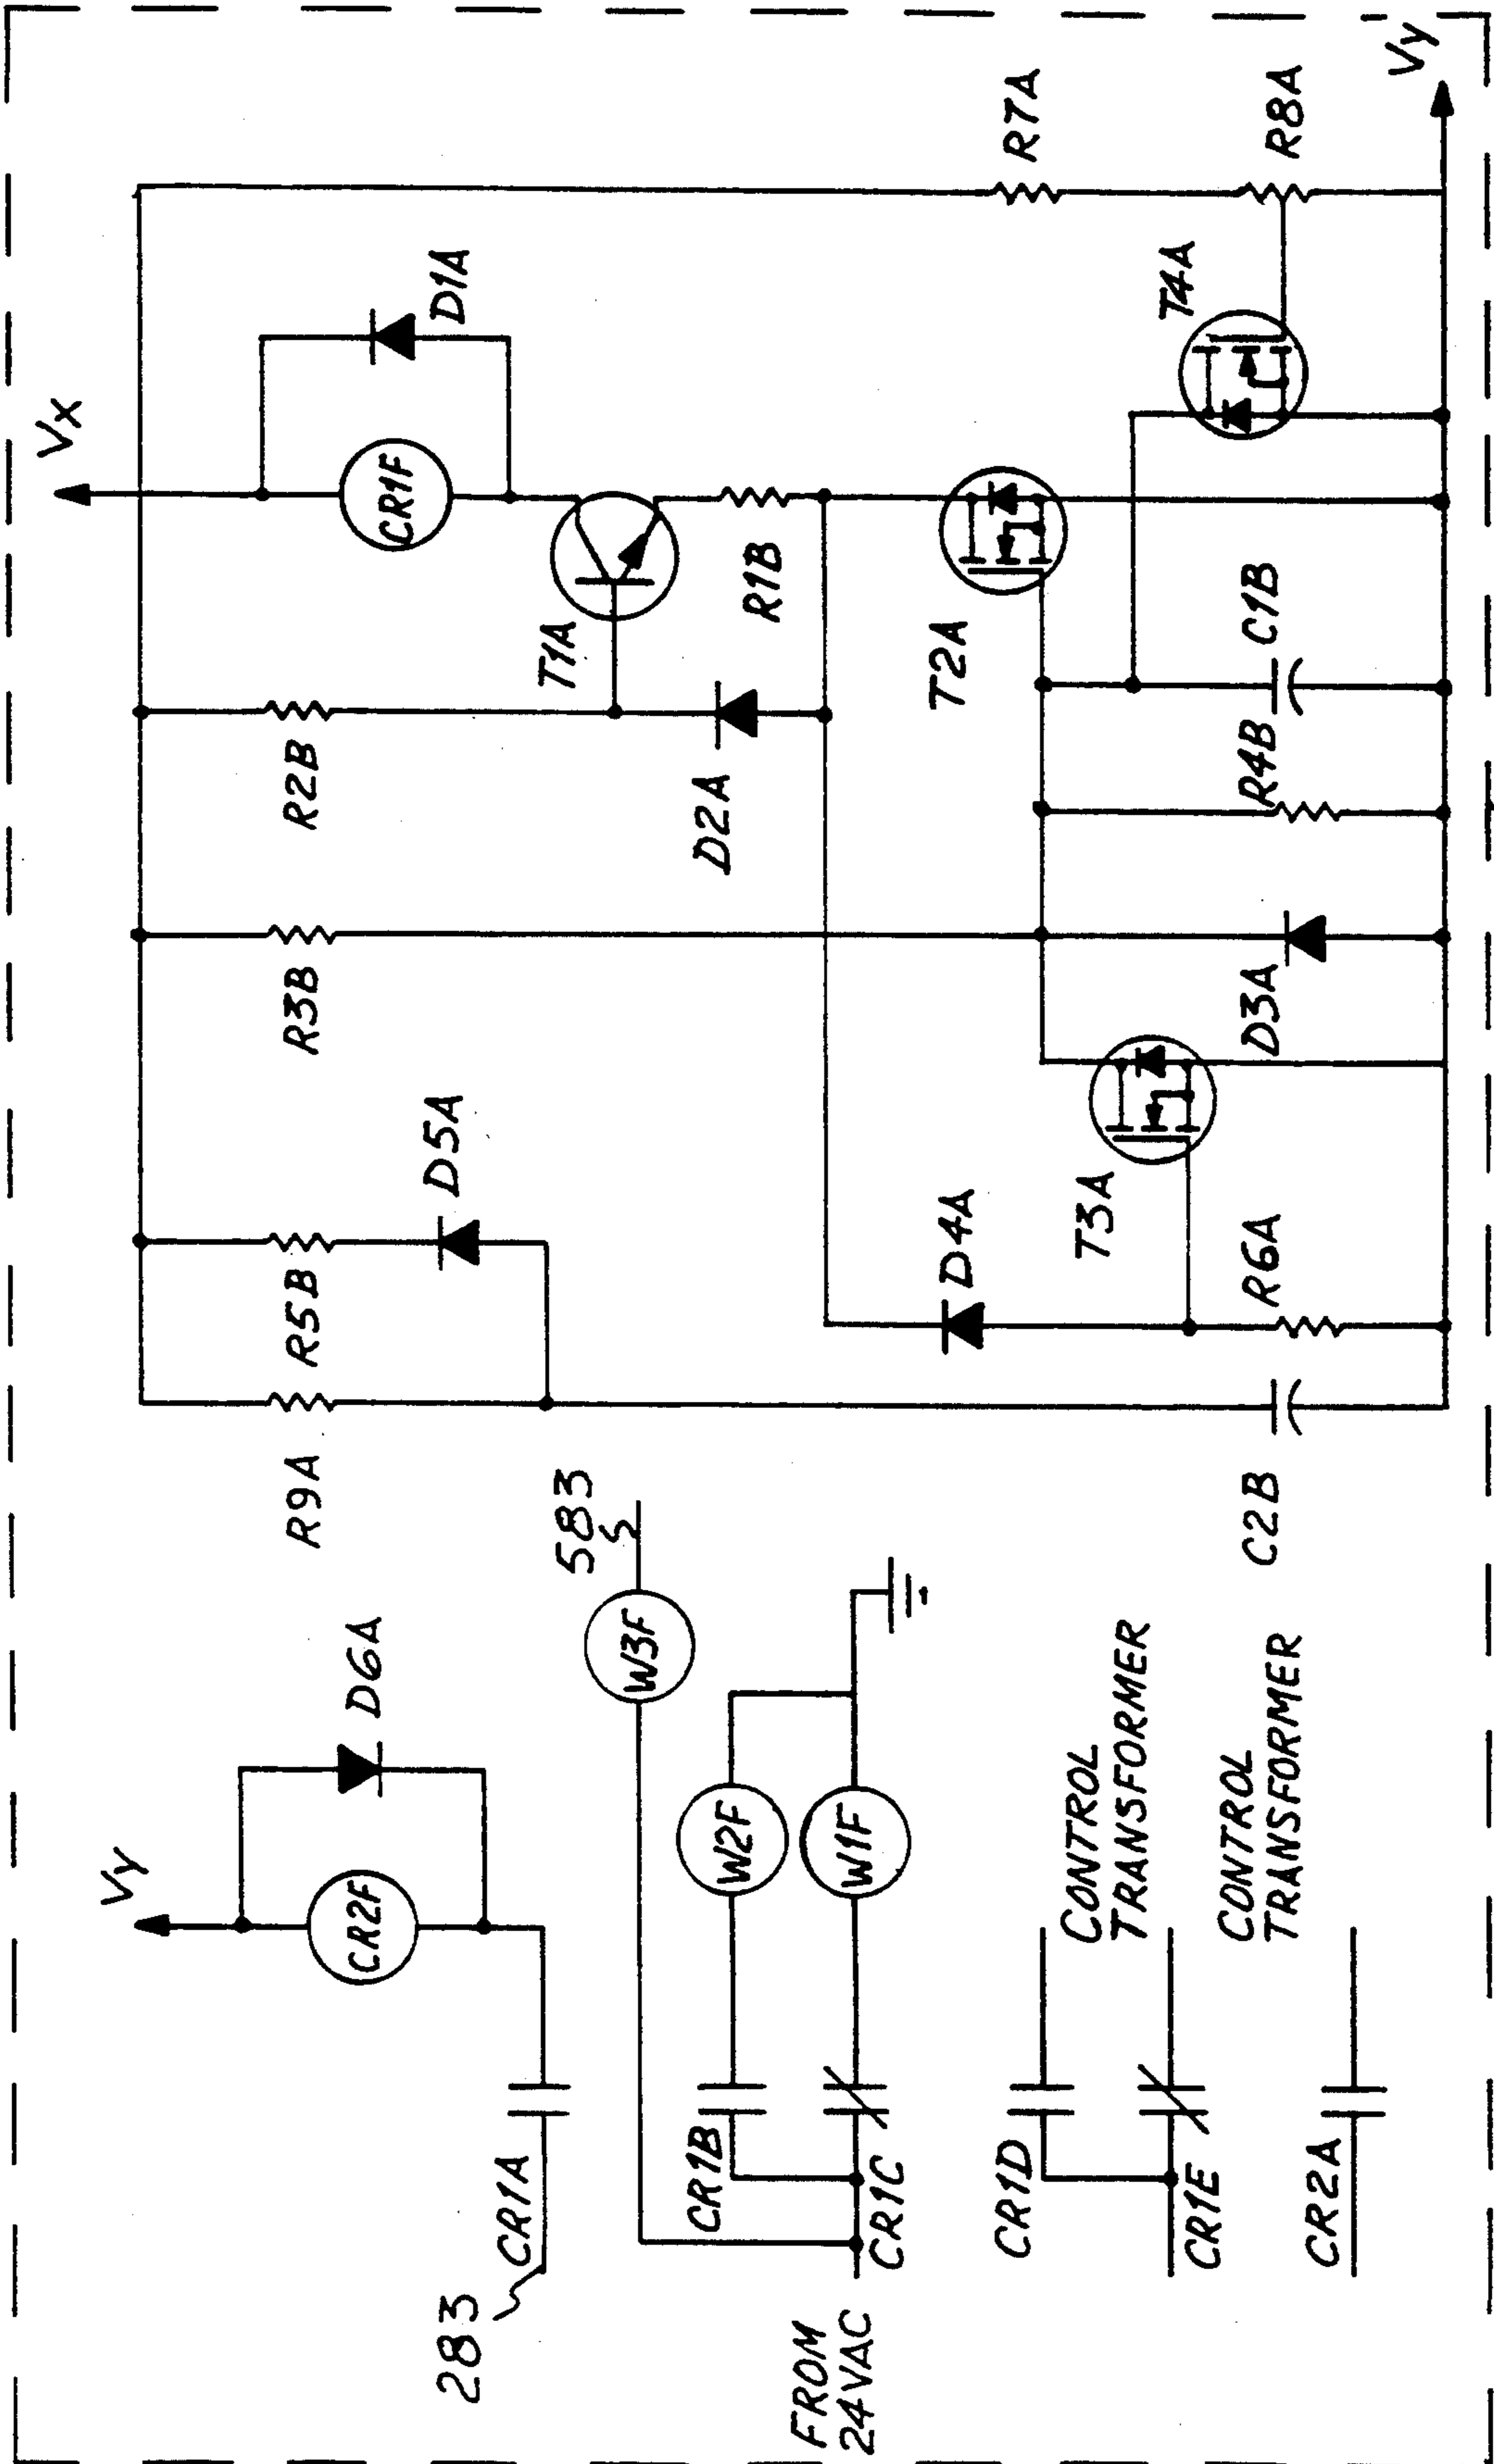 Vx
Vy
CR1F
D1A
R2B
R3B
R5B
D5A
R9A
T1A
D2A
R1B
T2A
D4A
T3A
R6A
D3A
R4B
C1B
C2B
T4A
R7A
R8A
Vy
CR2F
D6A
283
CR1A
583
W3F
CR1B
W2F
CR1C
W1F
FROM
24VAC
CR1D
CONTROL
TRANSFORMER
CR1E
CONTROL
TRANSFORMER
CR2A